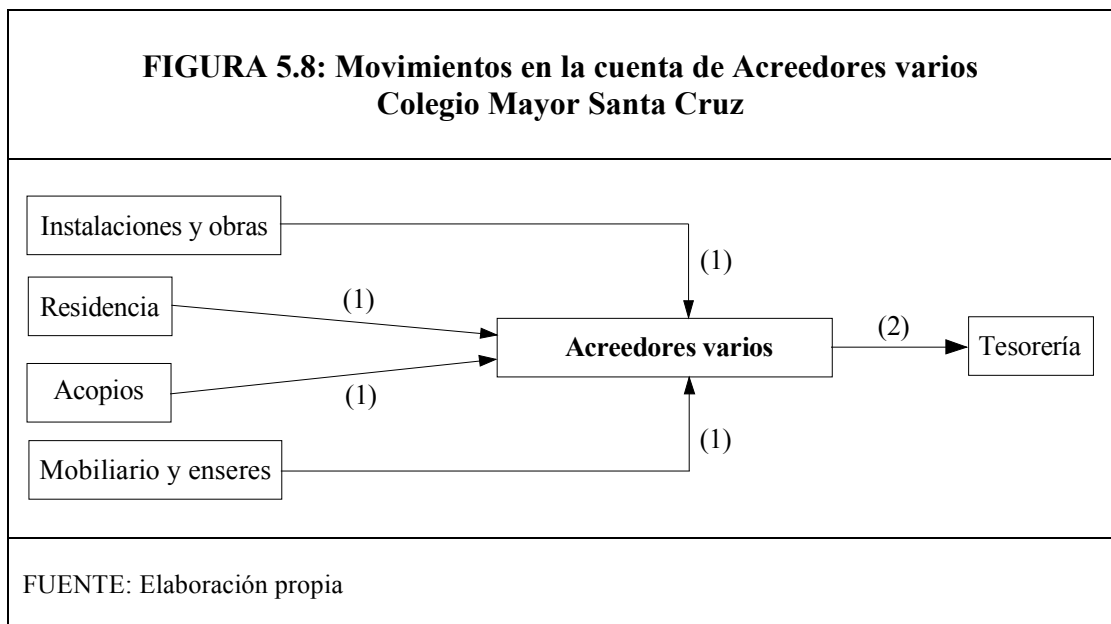 FIGURA 5.8: Movimientos en la cuenta de Acreedores varios
Colegio Mayor Santa Cruz
Instalaciones y obras
(1)
Residencia
(1)
Acreedores varios
(2)
Tesorería
Acopios
(1)
Mobiliario y enseres
(1)
FUENTE: Elaboración propia